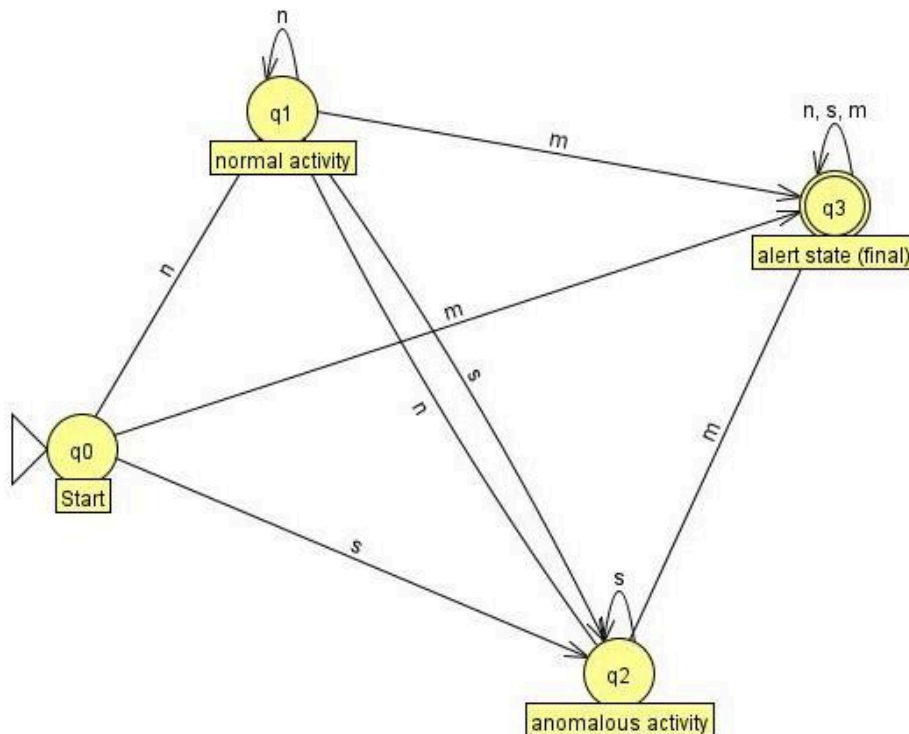 n
q1
normal activity
m
n, s, m
q3
alert state (final)
n
m
s
n
m
q0
Start
s
s
q2
anomalous activity